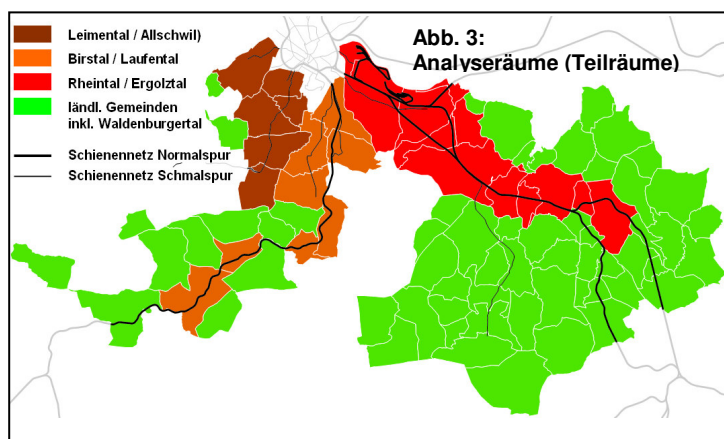 Abb. 3:
Analyseräume (Teilräume)
Leimental / Allschwil)
Birstal / Laufental
Rheintal / Ergolztal
ländl. Gemeinden
inkl. Waldenburgertal
Schienennetz Normalspur
Schienennetz Schmalspur